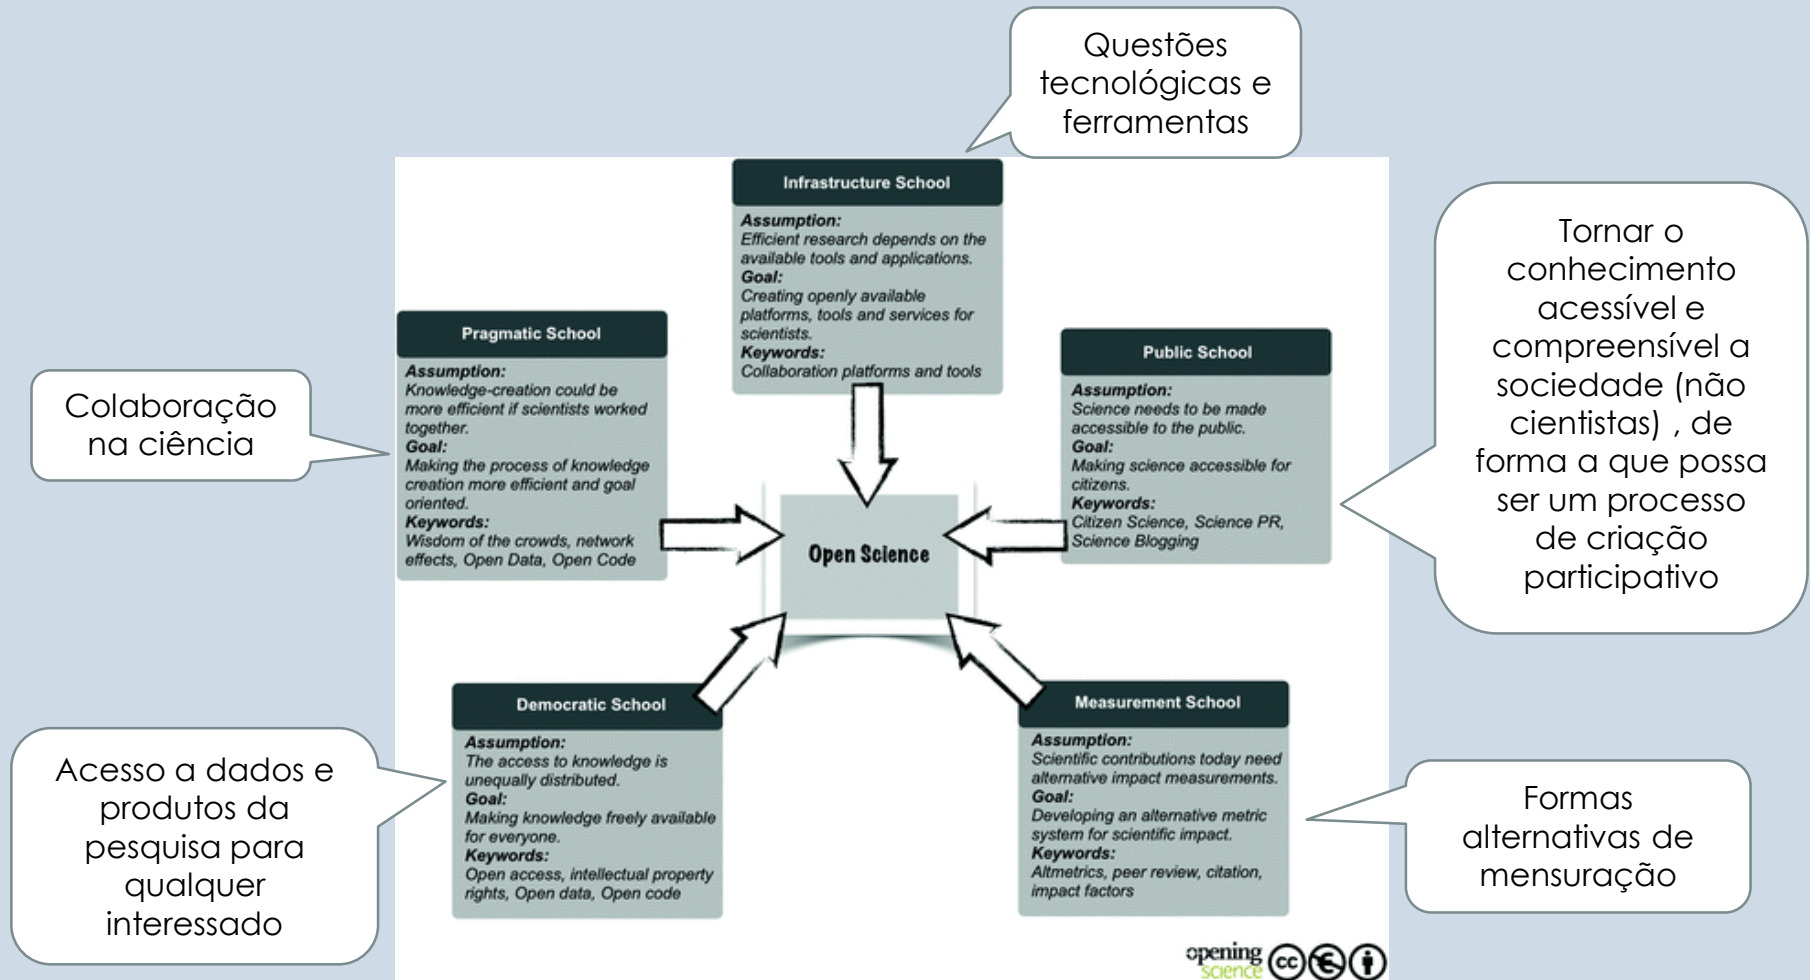 Questões
tecnológicas e
ferramentas
Infrastructure School
Assumption:
Efficient research depends on the
available tools and applications.
Goal:
Creating openly available
platforms, tools and services for
scientists.
Keywords:
Collaboration platforms and tools
Colaboração
na ciência
Pragmatic School
Assumption:
Knowledge-creation could be
more efficient if scientists worked
together.
Goal:
Making the process of knowledge
creation more efficient and goal
oriented.
Keywords:
Wisdom of the crowds, network
effects, Open Data, Open Code
Open Science
Public School
Assumption:
Science needs to be made
accessible to the public.
Goal:
Making science accessible for
citizens.
Keywords:
Citizen Science, Science PR,
Science Blogging
Tornar o
conhecimento
acessível e
compreensível a
sociedade (não
cientistas) , de
forma a que possa
ser um processo
de criação
participativo
Acesso a dados e
produtos da
pesquisa para
qualquer
interessado
Democratic School
Assumption:
The access to knowledge is
unequally distributed.
Goal:
Making knowledge freely available
for everyone.
Keywords:
Open access, intellectual property
rights, Open data, Open code
Measurement School
Assumption:
Scientific contributions today need
alternative impact measurements.
Goal:
Developing an alternative metric
system for scientific impact.
Keywords:
Altmetrics, peer review, citation,
impact factors
Formas
alternativas de
mensuração
opening
science
cc